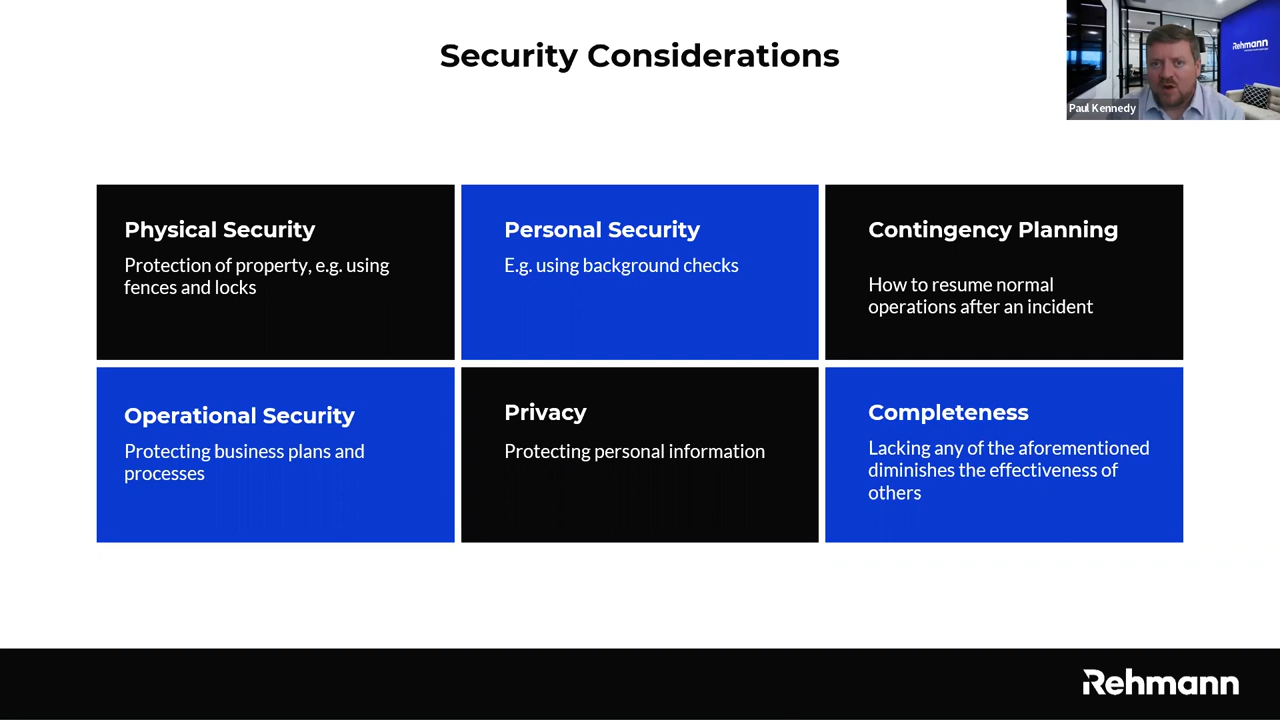 Security Considerations
Rehmann
Paul Kennedy
Physical Security
Protection of property, e.g. using
fences and locks
Personal Security
E.g. using background checks
Contingency Planning
How to resume normal
operations after an incident
Operational Security
Protecting business plans and
processes
Privacy
Protecting personal information
Completeness
Lacking any of the aforementioned
diminishes the effectiveness of
others
Rehmann